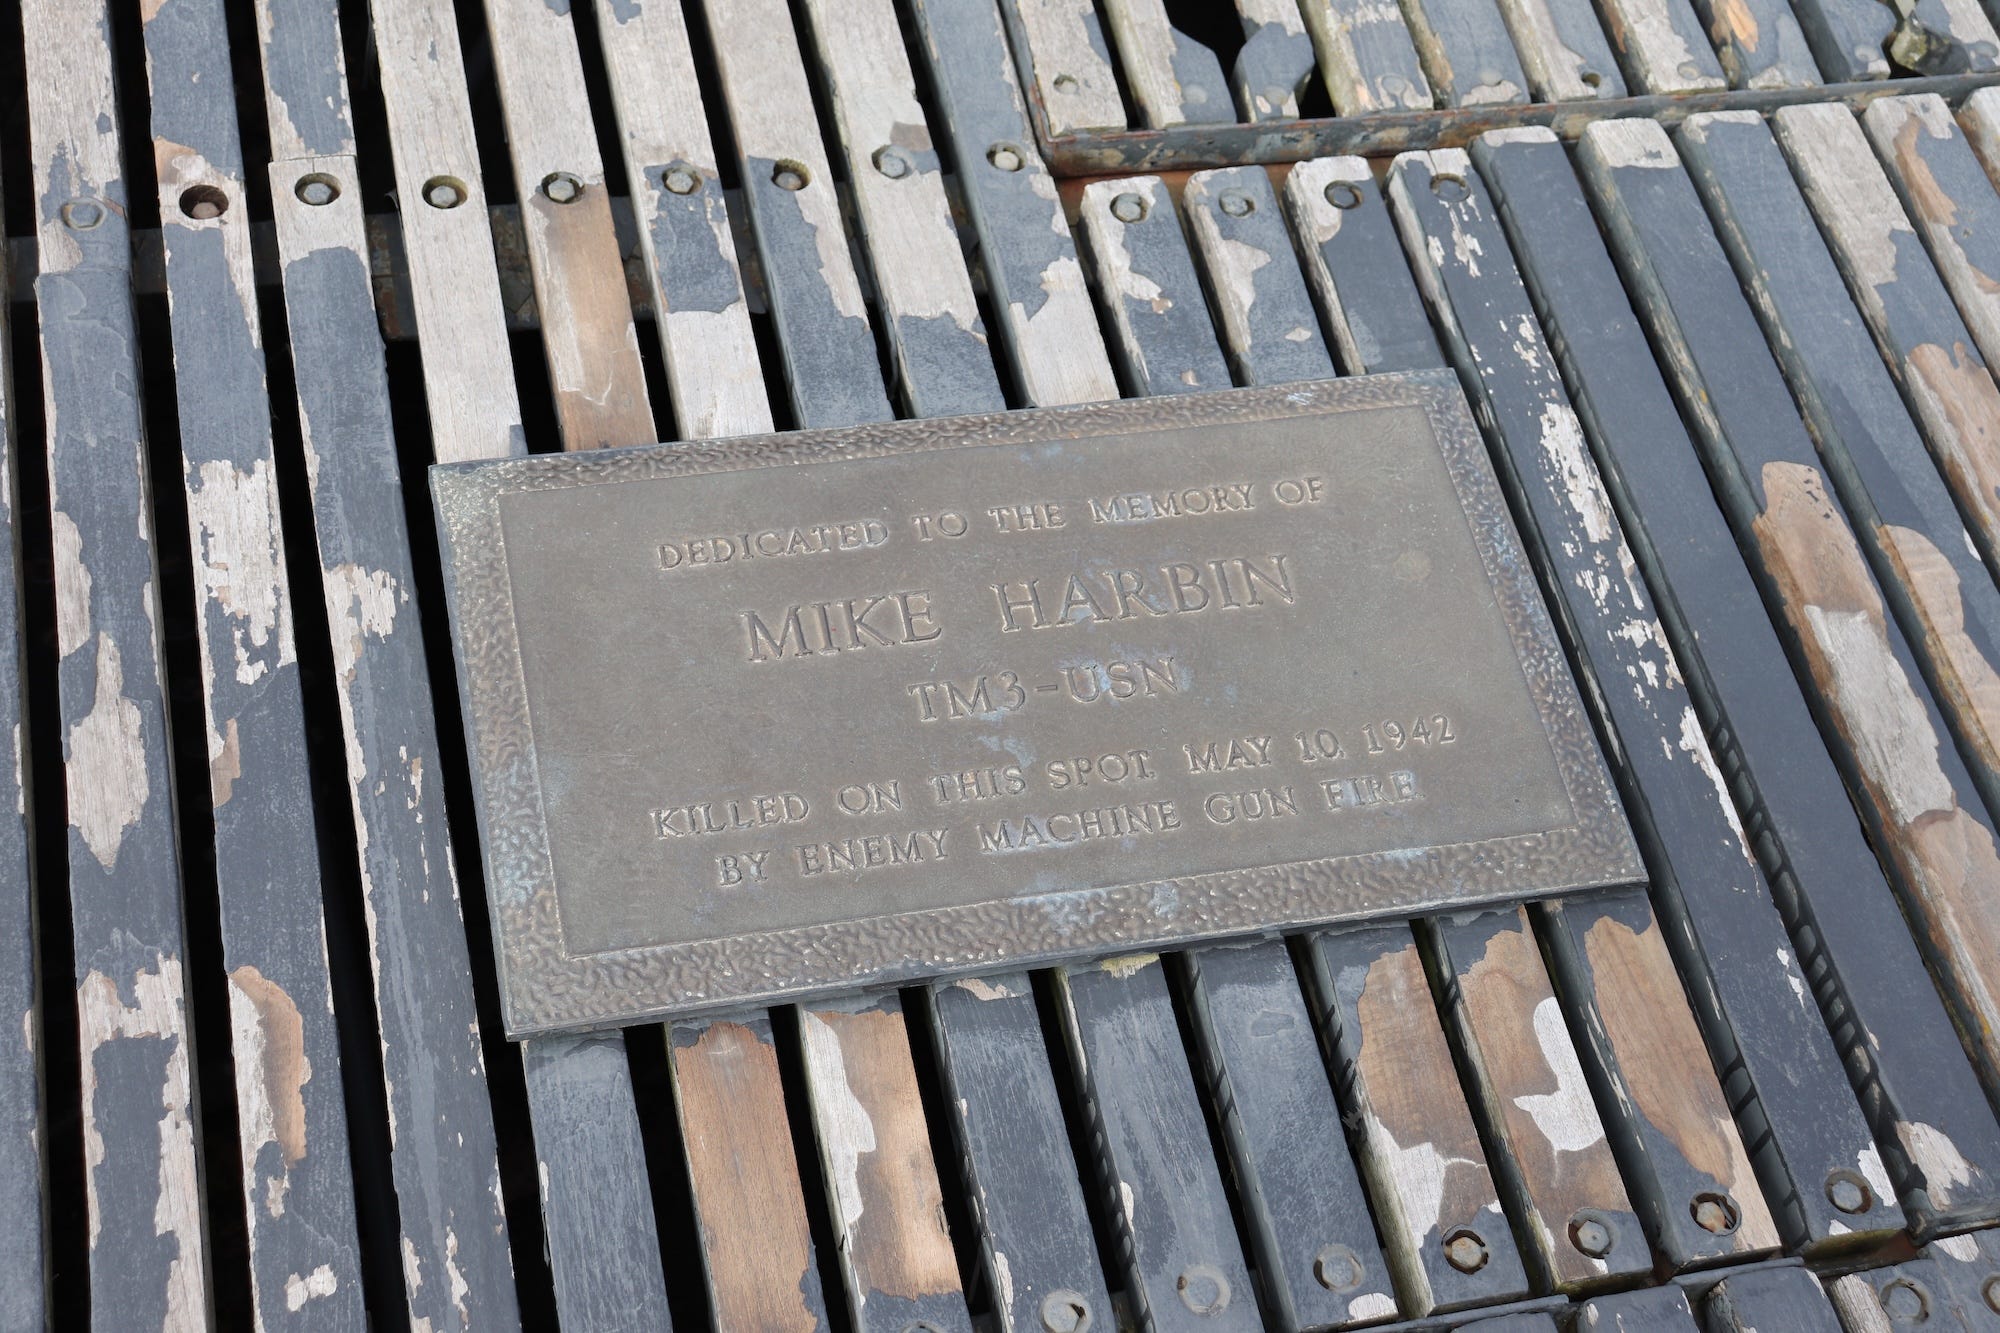 DEDICATED TO THE MEMORY OF
MIKE HARBIN
TM3-USN
KILLED ON THIS SPOT, MAY 10, 1942
BY ENEMY MACHINE GUN FIRE.